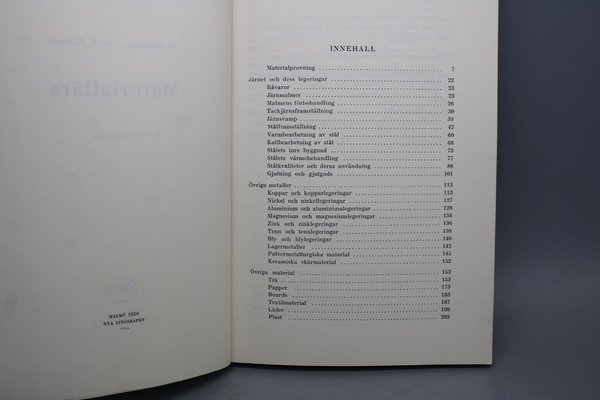 MALMÖ 1959
NYA LITOGRAFEN
INNEHÅLL
Materialprovning 7
Järnet och dess legeringar 22
Råvaror 23
Järnmalmer 23
Malmens förbehandling 26
Tackjärnsframställning 30
Järnsvamp 39
Stålframställning 42
Varmbearbetning av stål 60
Kallbearbetning av stål 68
Stålets inre byggnad 73
Stålets värmebehandling 77
Stålkvaliteter och deras användning 88
Gjutning och gjutgods 101
Övriga metaller 113
Koppar och kopparlegeringar 113
Nickel och nickellegeringar 127
Aluminium och aluminiumlegeringar 128
Magnesium och magnesiumlegeringar 134
Zink och zinklegeringar 136
Tenn och tennlegeringar 138
Bly och blylegeringar 140
Lagermetaller 142
Pulvermetallurgiska material 145
Keramiska skärmaterial 152
Övriga material 153
Trä 153
Papper 173
Boards 183
Textilmaterial 187
Läder 199
Plast 203